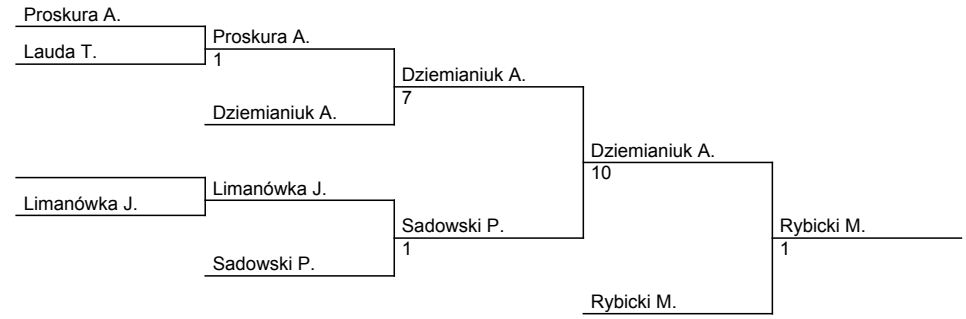 Proskura A.
Lauda T.
Proskura A.
1
Dziemianiuk A.
Dziemianiuk A.
7
Limanówka J.
Limanówka J.
Sadowski P.
Sadowski P.
1
Dziemianiuk A.
10
Rybicki M.
Rybicki M.
1